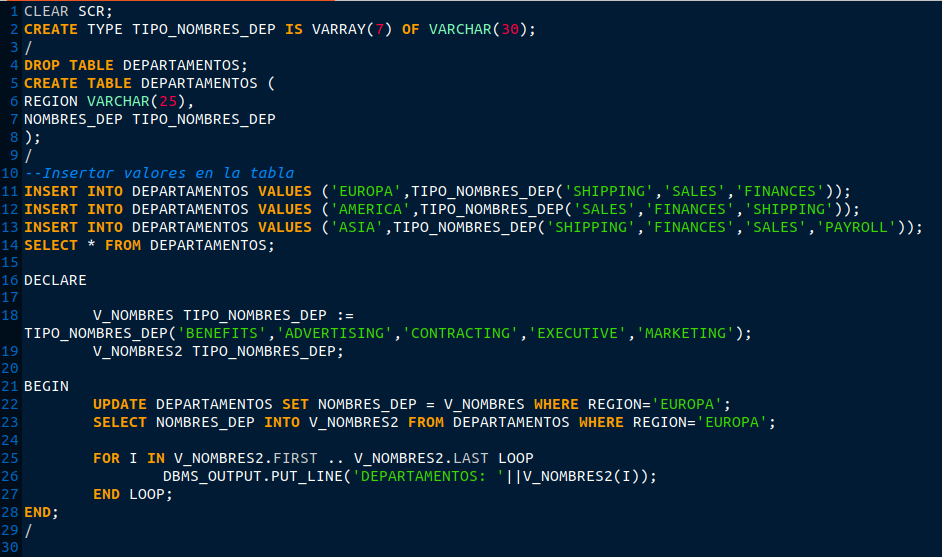 1 CLEAR SCR;
2 CREATE TYPE TIPO_NOMBRES_DEP IS VARRAY(7) OF VARCHAR(30);
3 /
4 DROP TABLE DEPARTAMENTOS;
5 CREATE TABLE DEPARTAMENTOS (
6 REGION VARCHAR(25),
7 NOMBRES_DEP TIPO_NOMBRES_DEP
8 );
9 /
10 --Insertar valores en la tabla
11 INSERT INTO DEPARTAMENTOS VALUES ('EUROPA',TIPO_NOMBRES_DEP('SHIPPING','SALES','FINANCES'));
12 INSERT INTO DEPARTAMENTOS VALUES ('AMERICA',TIPO_NOMBRES_DEP('SALES','FINANCES','SHIPPING'));
13 INSERT INTO DEPARTAMENTOS VALUES ('ASIA',TIPO_NOMBRES_DEP('SHIPPING','FINANCES','SALES','PAYROLL'));
14 SELECT * FROM DEPARTAMENTOS;
15
16 DECLARE
17
18 V_NOMBRES TIPO_NOMBRES_DEP :=
TIPO_NOMBRES_DEP('BENEFITS','ADVERTISING','CONTRACTING','EXECUTIVE','MARKETING');
19 V_NOMBRES2 TIPO_NOMBRES_DEP;
20
21 BEGIN
22 UPDATE DEPARTAMENTOS SET NOMBRES_DEP = V_NOMBRES WHERE REGION='EUROPA';
23 SELECT NOMBRES_DEP INTO V_NOMBRES2 FROM DEPARTAMENTOS WHERE REGION='EUROPA';
24
25 FOR I IN V_NOMBRES2.FIRST .. V_NOMBRES2.LAST LOOP
26 DBMS_OUTPUT.PUT_LINE('DEPARTAMENTOS: '||V_NOMBRES2(I));
27 END LOOP;
28 END;
29 /
30